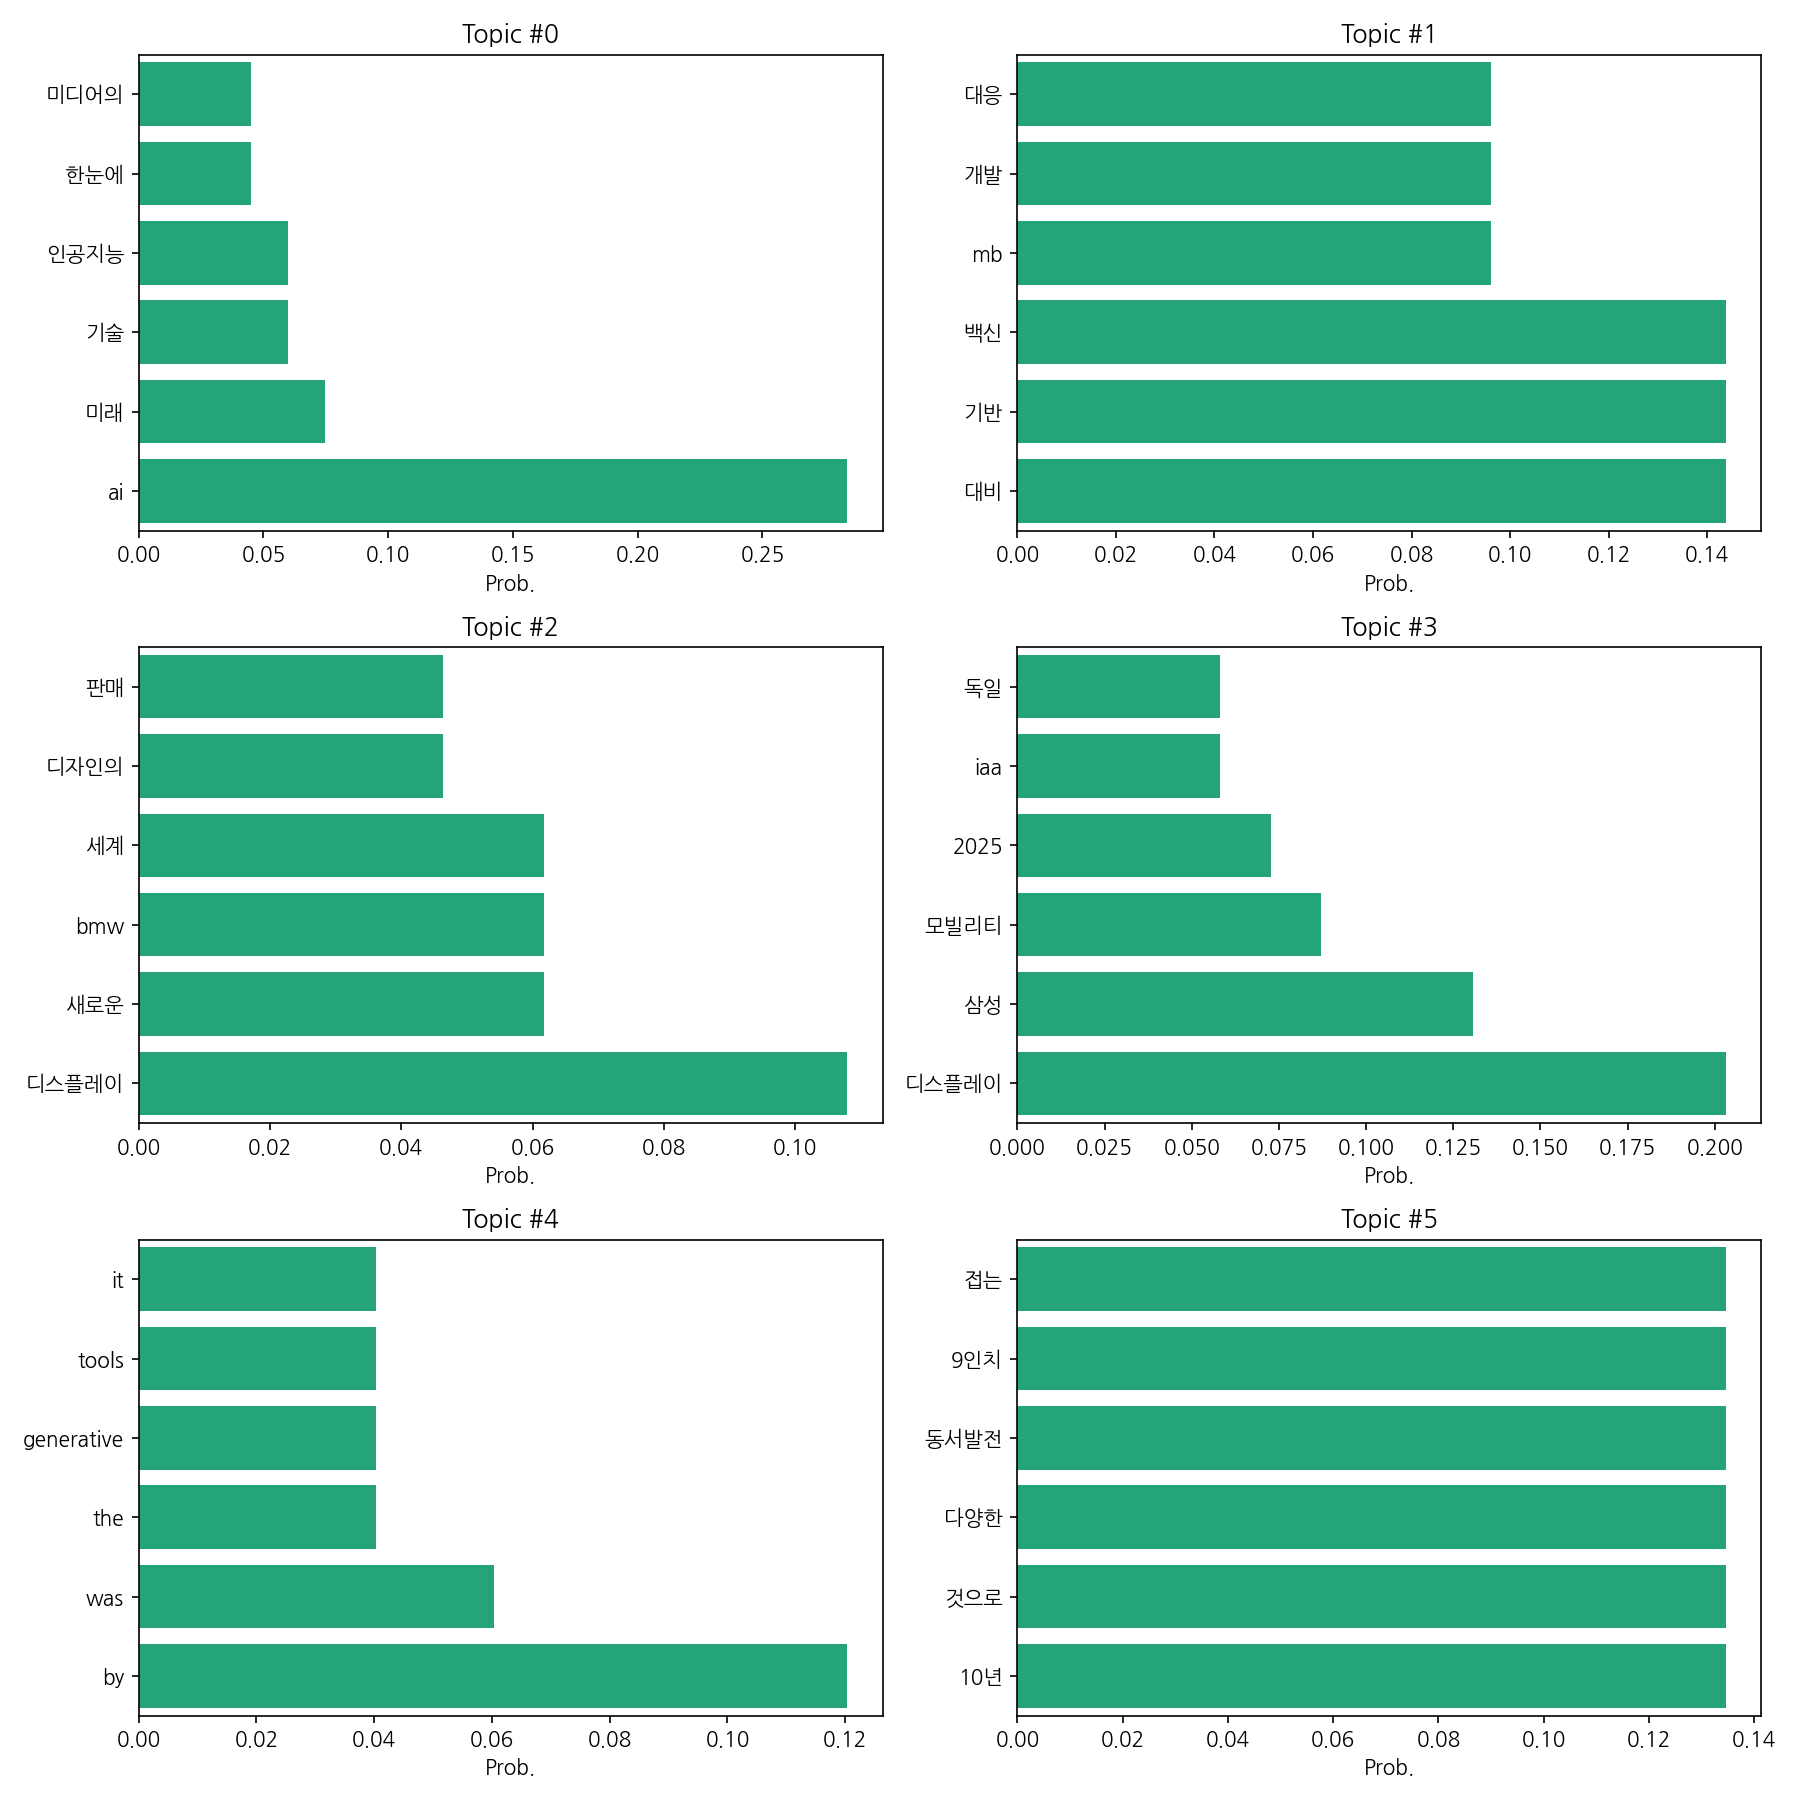 Topic #0
미디어의
한눈에
인공지능
기술
미래
ai
0.00 0.05 0.10 0.15 0.20 0.25
Prob.
Topic #1
대응
개발
mb
백신
기반
대비
0.00 0.02 0.04 0.06 0.08 0.10 0.12 0.14
Prob.
Topic #2
판매
디자인의
세계
bmw
새로운
디스플레이
0.00 0.02 0.04 0.06 0.08 0.10
Prob.
Topic #3
독일
iaa
2025
모빌리티
삼성
디스플레이
0.000 0.025 0.050 0.075 0.100 0.125 0.150 0.175 0.200
Prob.
Topic #4
it
tools
generative
the
was
by
0.00 0.02 0.04 0.06 0.08 0.10 0.12
Prob.
Topic #5
접는
9인치
동서발전
다양한
것으로
10년
0.00 0.02 0.04 0.06 0.08 0.10 0.12 0.14
Prob.